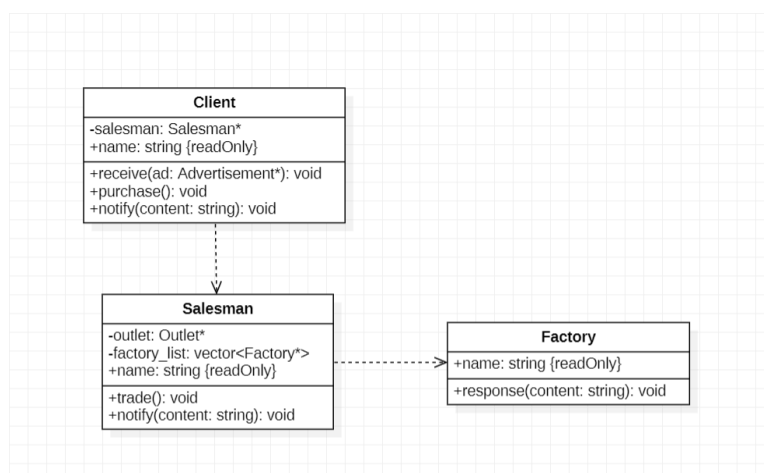 Client
-salesman: Salesman*
+name: string {readOnly}
+receive(ad: Advertisement*): void
+purchase(): void
+notify(content: string): void
Salesman
-outlet: Outlet*
-factory_list: vector<Factory*>
+name: string {readOnly}
+trade(): void
+notify(content: string): void
Factory
+name: string {readOnly}
+response(content: string): void